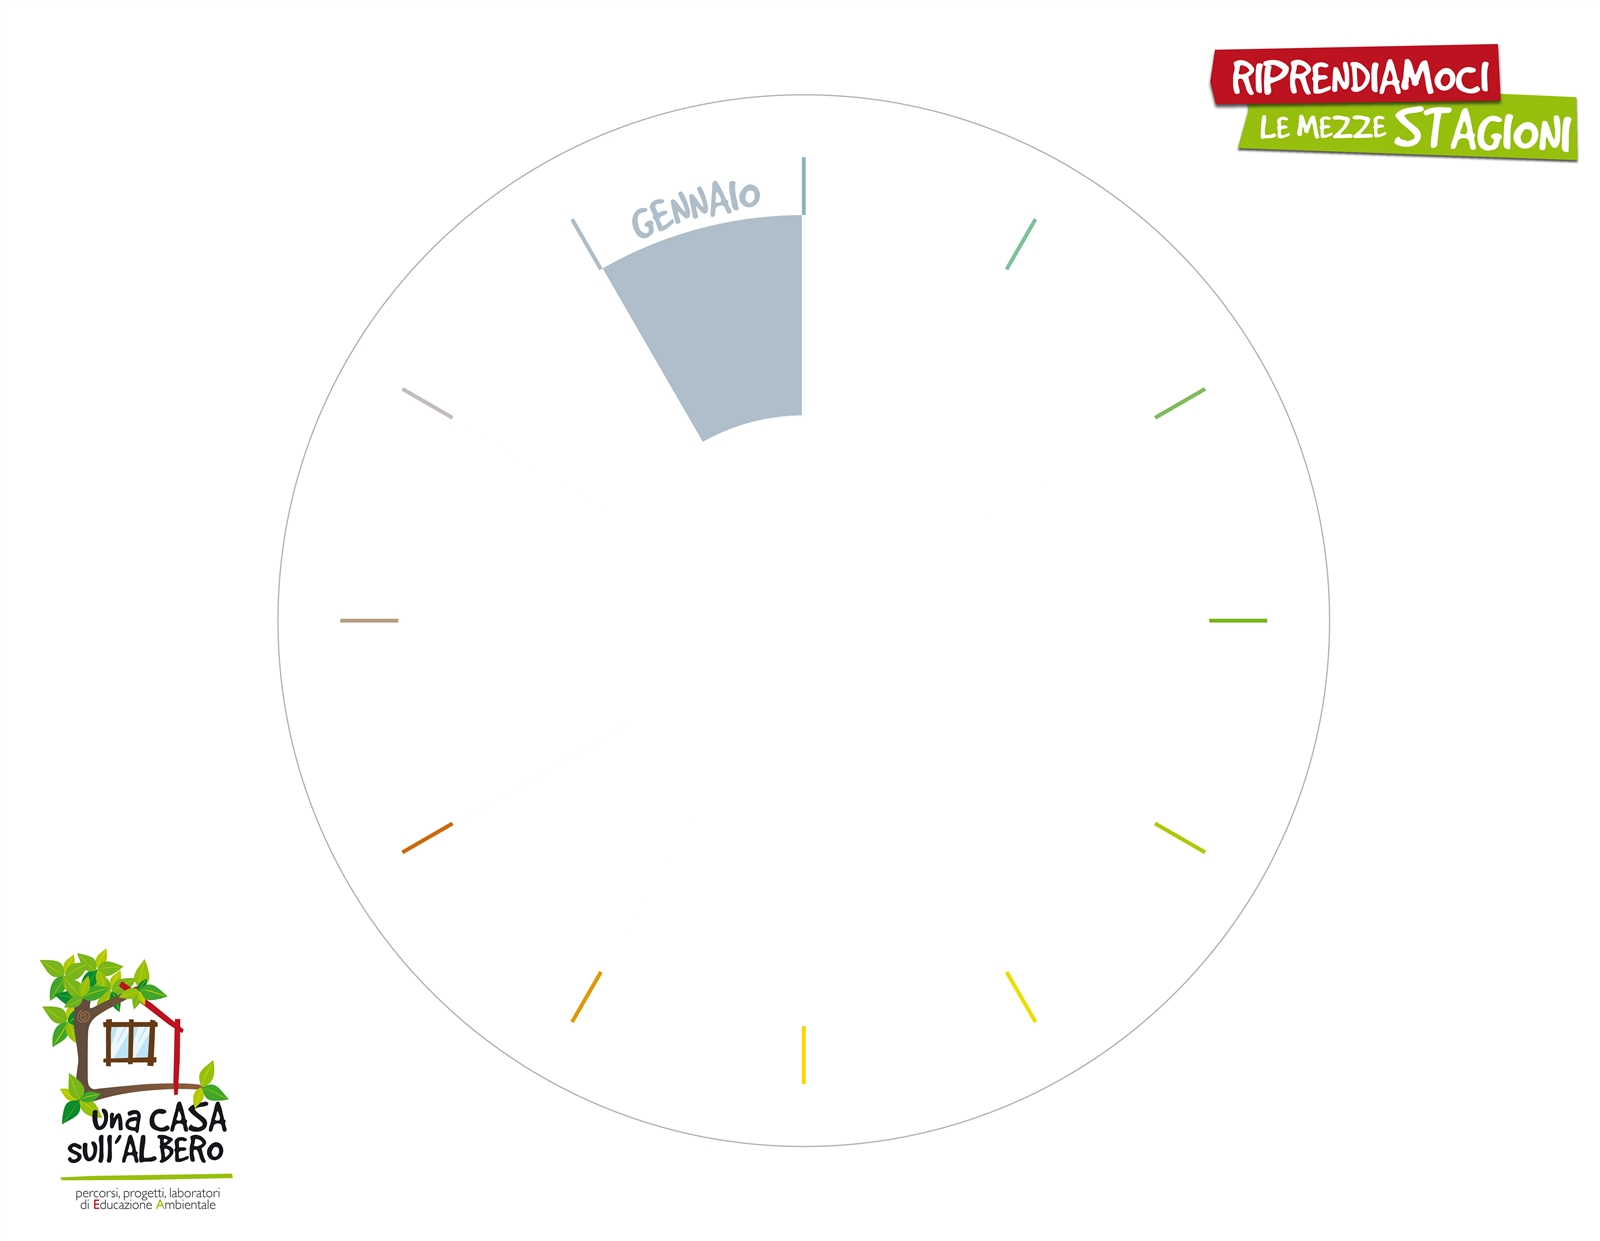 RIPRENDIAMOCI
LE MEZZE STAGIONI
GENNAIO
una CASA
sull'ALBERO
percorsi, progetti, laboratori
di Educazione Ambientale